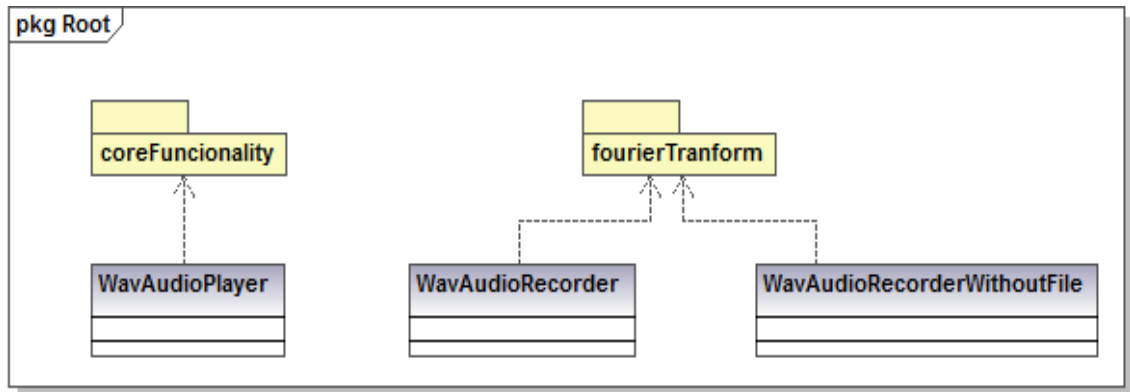 pkg Root
coreFuncionality
fourierTranform
WavAudioPlayer
WavAudioRecorder
WavAudioRecorderWithoutFile